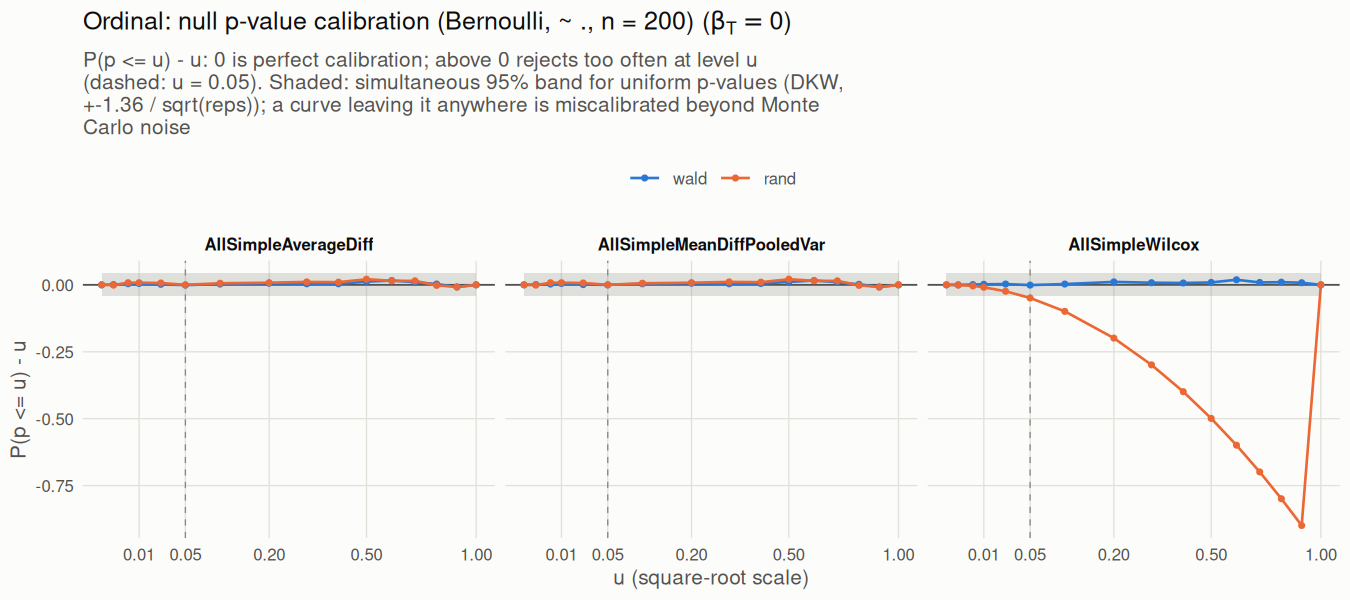 Ordinal: null p-value calibration (Bernoulli, ~ ., n = 200) (βT = 0)
P(p <= u) - u: 0 is perfect calibration; above 0 rejects too often at level u
(dashed: u = 0.05). Shaded: simultaneous 95% band for uniform p-values (DKW,
+-1.36 / sqrt(reps)); a curve leaving it anywhere is miscalibrated beyond Monte
Carlo noise
wald rand
AllSimpleAverageDiff AllSimpleMeanDiffPooledVar AllSimpleWilcox
0.00
-0.25
-0.50
-0.75
P(p <= u) - u
0.01 0.05 0.20 0.50 1.00 0.01 0.05 0.20 0.50 1.00 0.01 0.05 0.20 0.50 1.00
u (square-root scale)